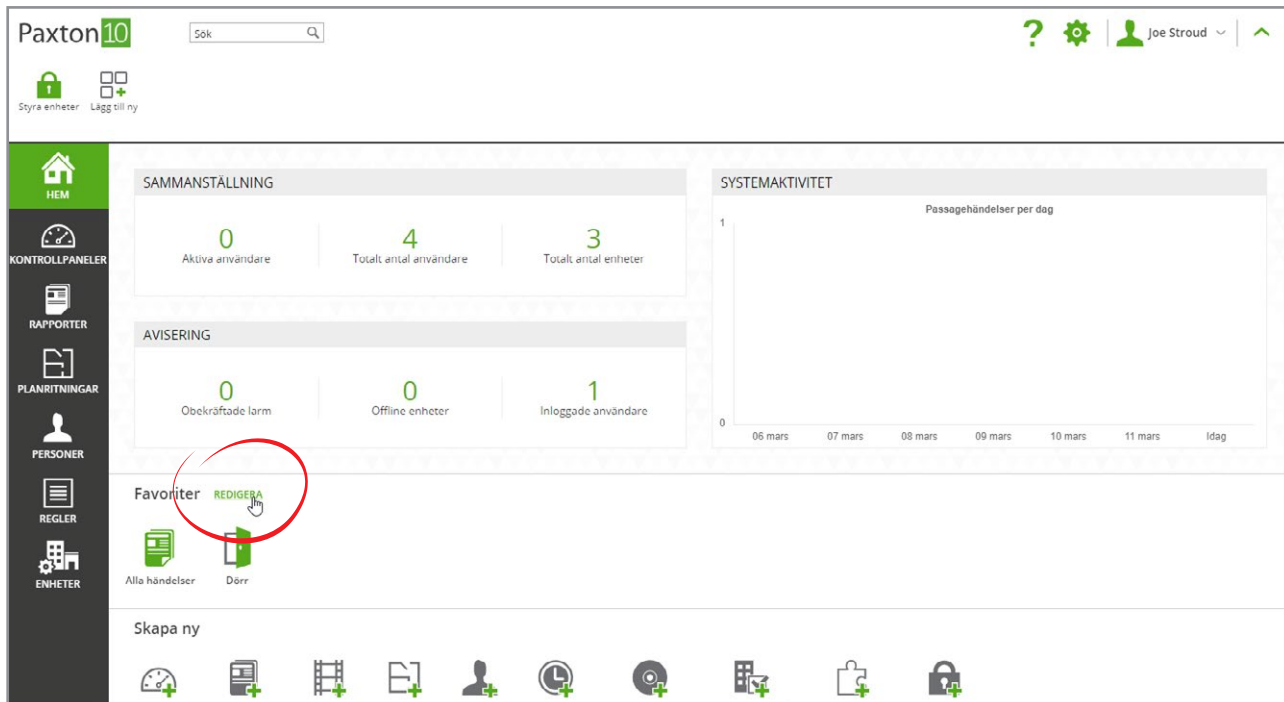 Paxton 10
Sök
?
Joe Stroud
Styra enheter
Lägg till ny
HEM
KONTROLLPANELER
RAPPORTER
PLANRITNINGAR
PERSONER
REGLER
ENHETER
SAMMANSTÄLLNING
0 4 3
Aktiva användare Totalt antal användare Totalt antal enheter
AVISERING
0 0 1
Obekräftade larm Offline enheter Inloggade användare
SYSTEMAKTIVITET
Passagehändelser per dag
1
0
06 mars 07 mars 08 mars 09 mars 10 mars 11 mars Idag
Favoriter REDIGERA
Alla händelser Dörr
Skapa ny